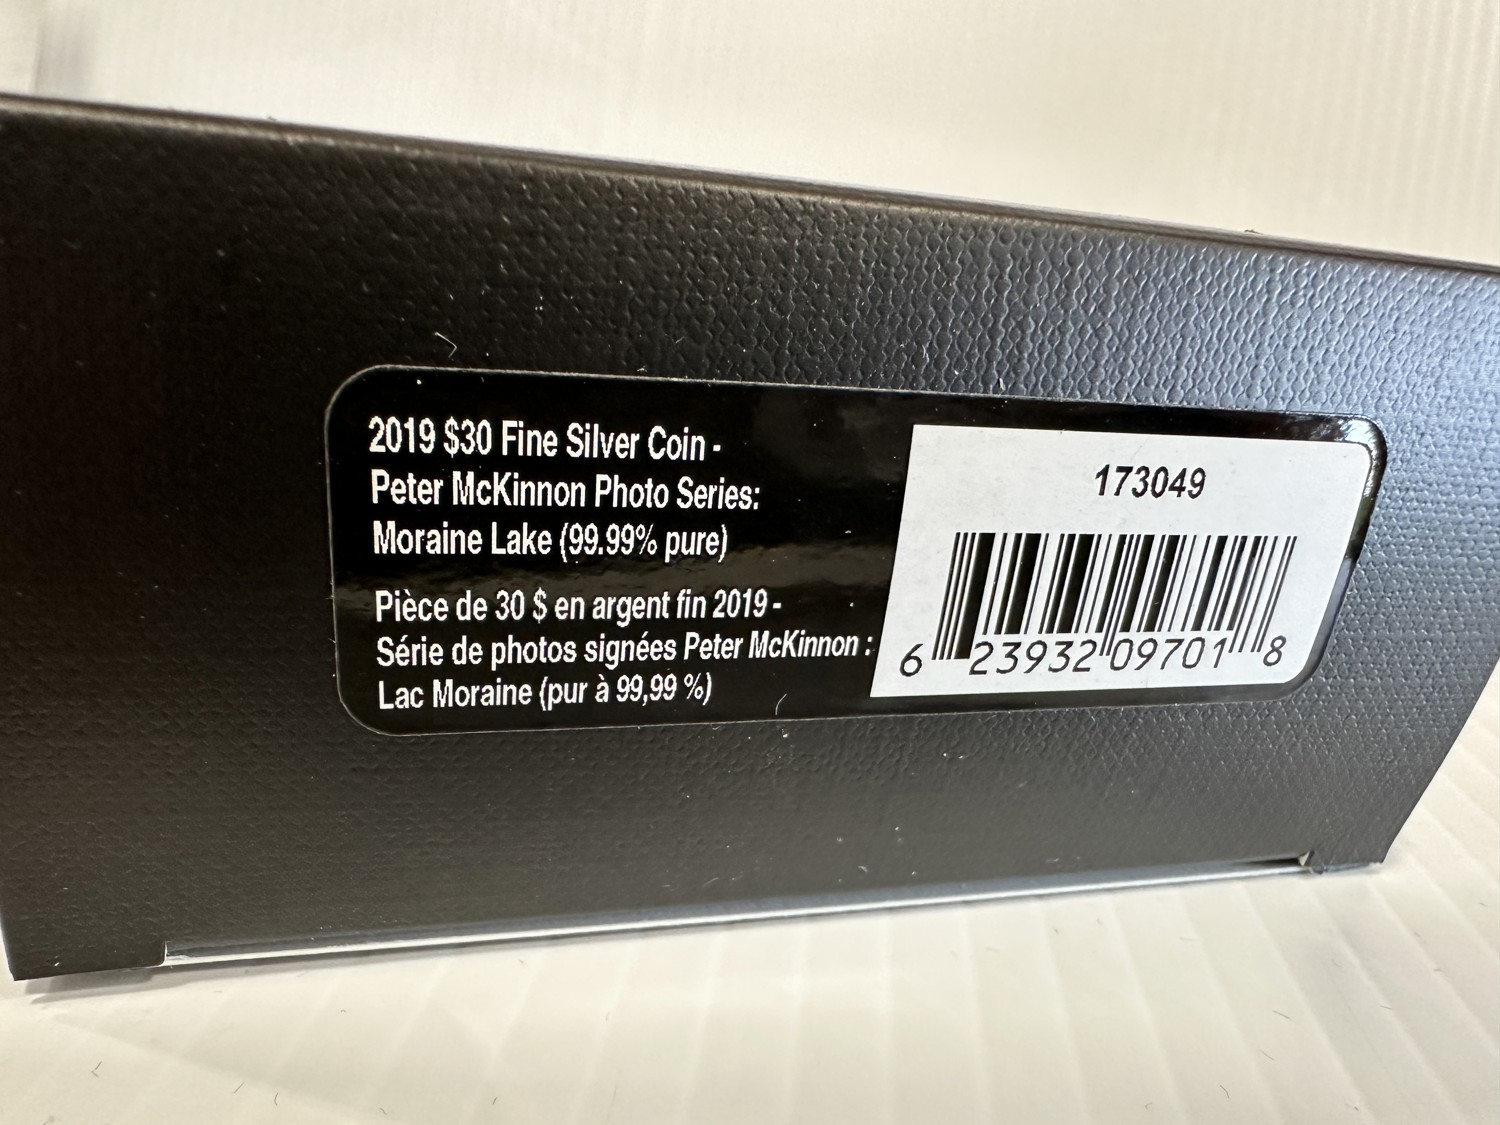 2019 $30 Fine Silver Coin -
Peter McKinnon Photo Series:
Moraine Lake (99.99% pure)
Pièce de 30 $ en argent fin 2019 -
Série de photos signées Peter McKinnon :
Lac Moraine (pur à 99,99 %)
173049
6 23932 09701 8